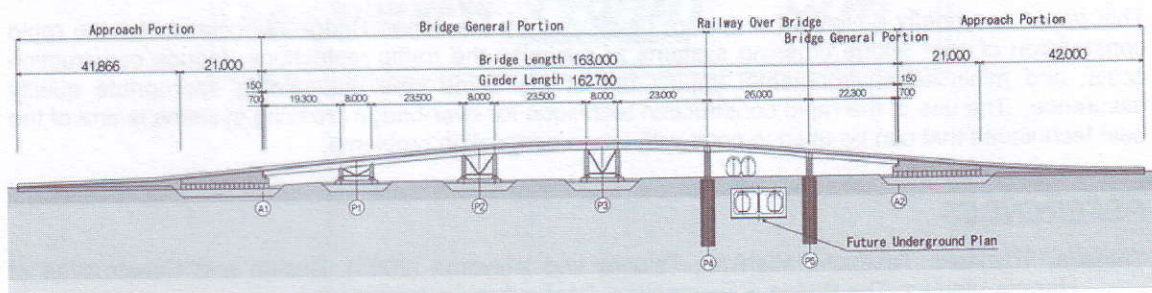 Approach Portion Bridge General Portion Railway Over Bridge Approach Portion
Bridge General Portion
41.866 21.000 Bridge Length 163.000 21.000 42.000
150 Gieder Length 162.700 150
700 19.300 8.000 23.500 8.000 23.500 8.000 23.000 26.000 22.300 700
A1 P1 P2 P3 A2
Future Underground Plan
P4 P5